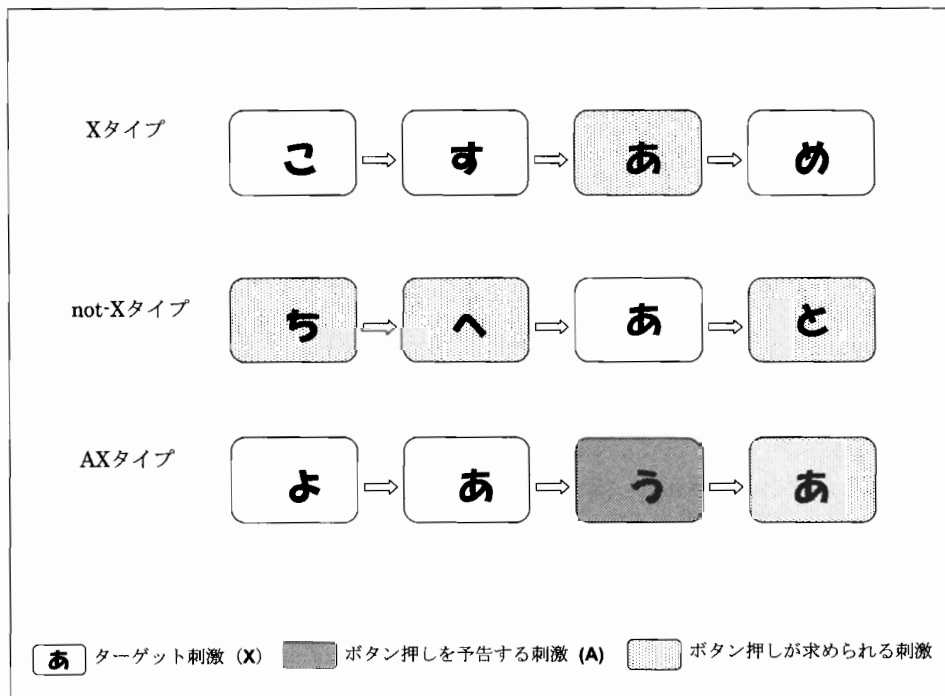 Xタイプ
こ す あ め
not-Xタイプ
ち へ あ と
AXタイプ
よ あ う あ
あ ターゲット刺激（X） ボタン押しを予告する刺激 (A) ボタン押しが求められる刺激